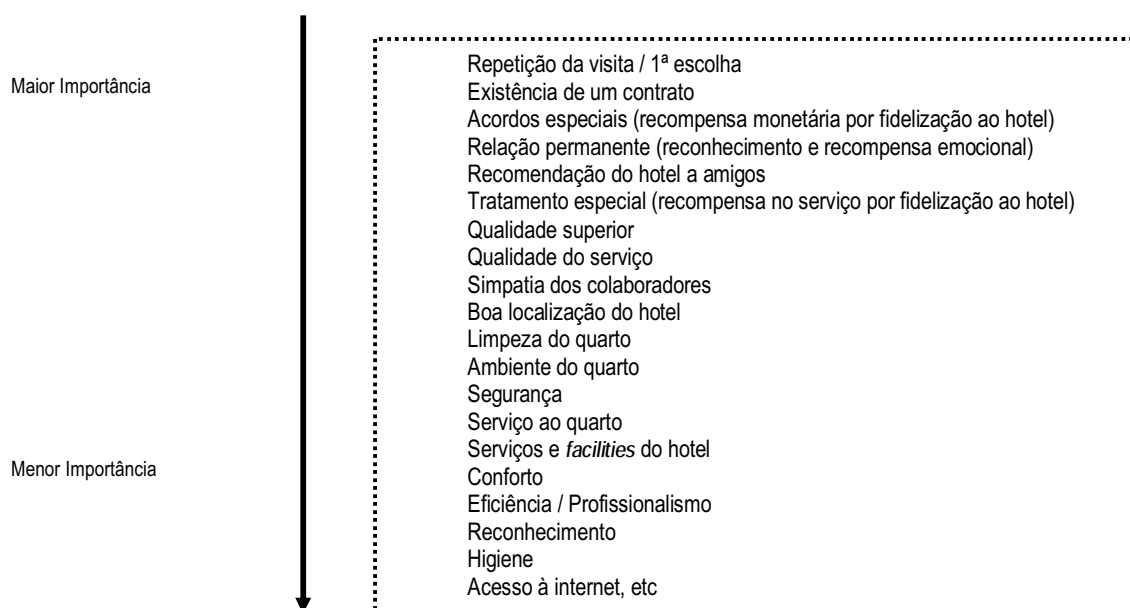 Maior Importância
Repetição da visita / 1ª escolha
Existência de um contrato
Acordos especiais (recompensa monetária por fidelização ao hotel)
Relação permanente (reconhecimento e recompensa emocional)
Recomendação do hotel a amigos
Tratamento especial (recompensa no serviço por fidelização ao hotel)
Qualidade superior
Qualidade do serviço
Simpatia dos colaboradores
Boa localização do hotel
Limpeza do quarto
Ambiente do quarto
Segurança
Serviço ao quarto
Serviços e facilities do hotel
Menor Importância
Conforto
Eficiência / Profissionalismo
Reconhecimento
Higiene
Acesso à internet, etc